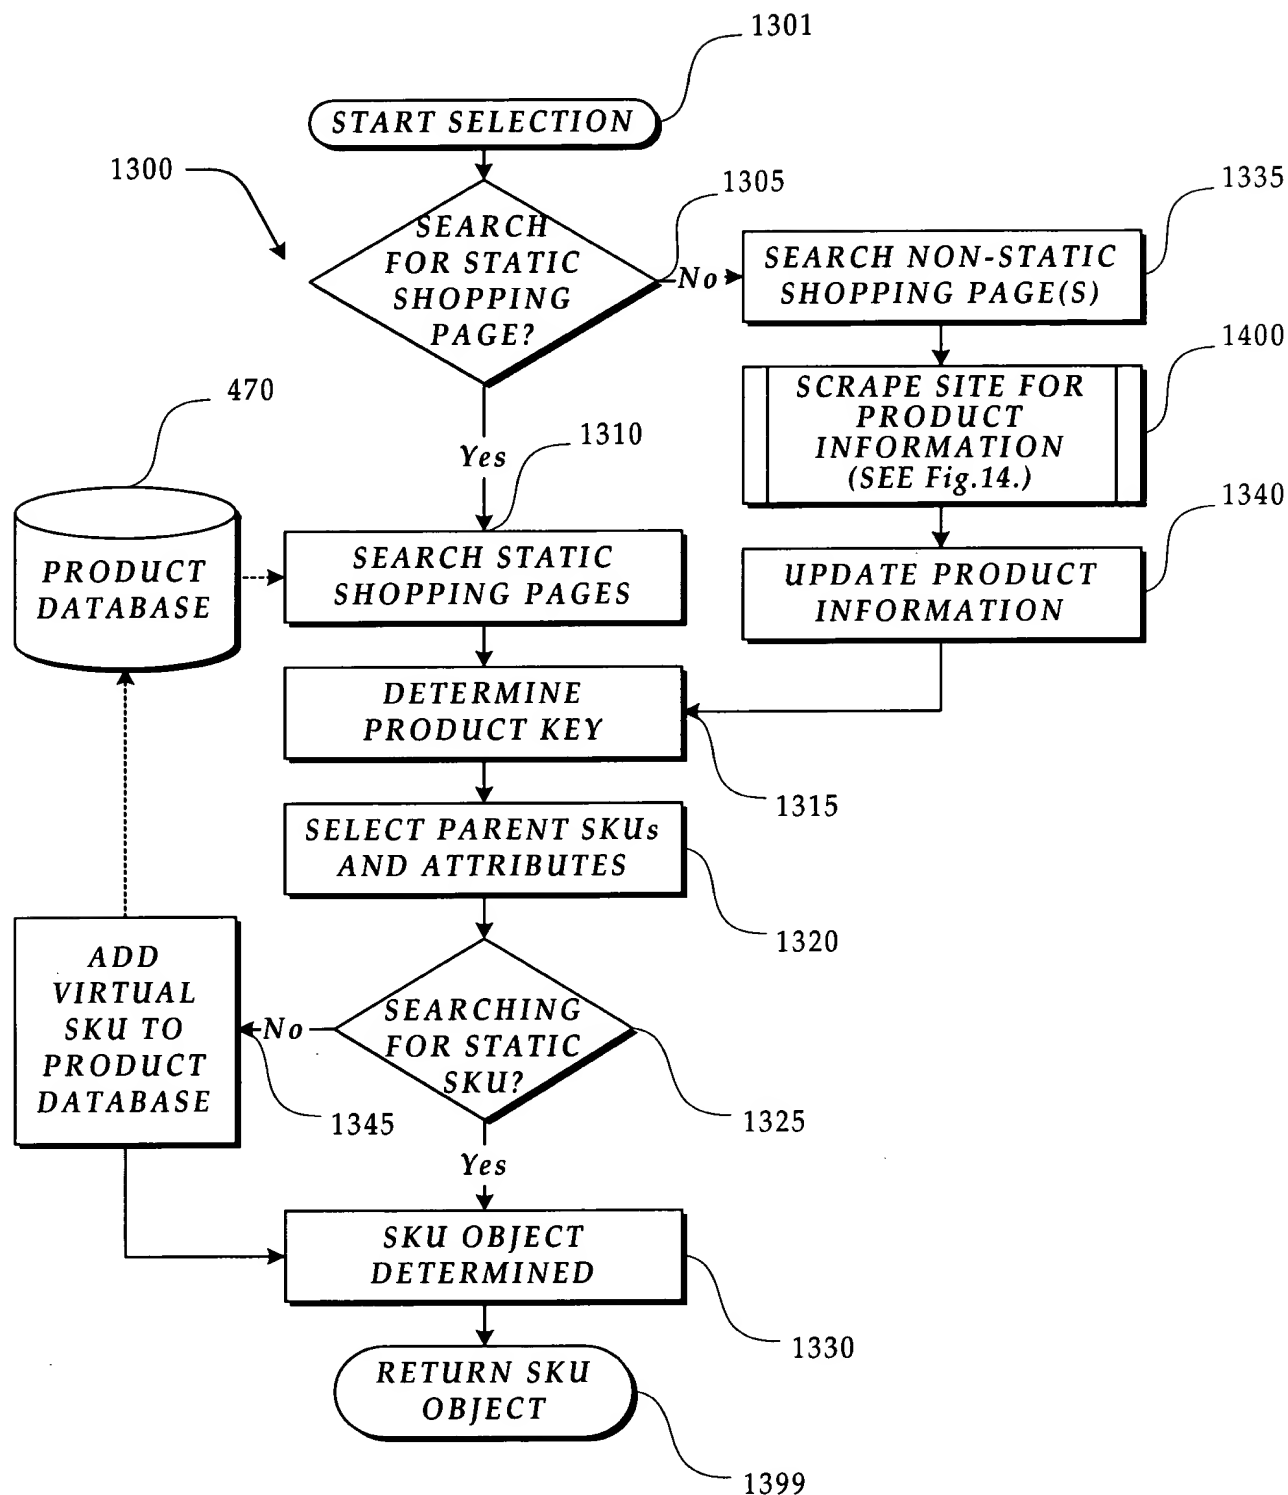 1301
START SELECTION
1300
1305
1335
SEARCH
FOR STATIC
SHOPPING
PAGE?
No
SEARCH NON-STATIC
SHOPPING PAGE(S)
1400
SCRAPE SITE FOR
PRODUCT
INFORMATION
(SEE Fig.14.)
470
1310
Yes
1340
PRODUCT
DATABASE
SEARCH STATIC
SHOPPING PAGES
UPDATE PRODUCT
INFORMATION
DETERMINE
PRODUCT KEY
1315
SELECT PARENT SKUs
AND ATTRIBUTES
1320
ADD
VIRTUAL
SKU TO
PRODUCT
DATABASE
No
SEARCHING
FOR STATIC
SKU?
1345
1325
Yes
SKU OBJECT
DETERMINED
1330
RETURN SKU
OBJECT
1399